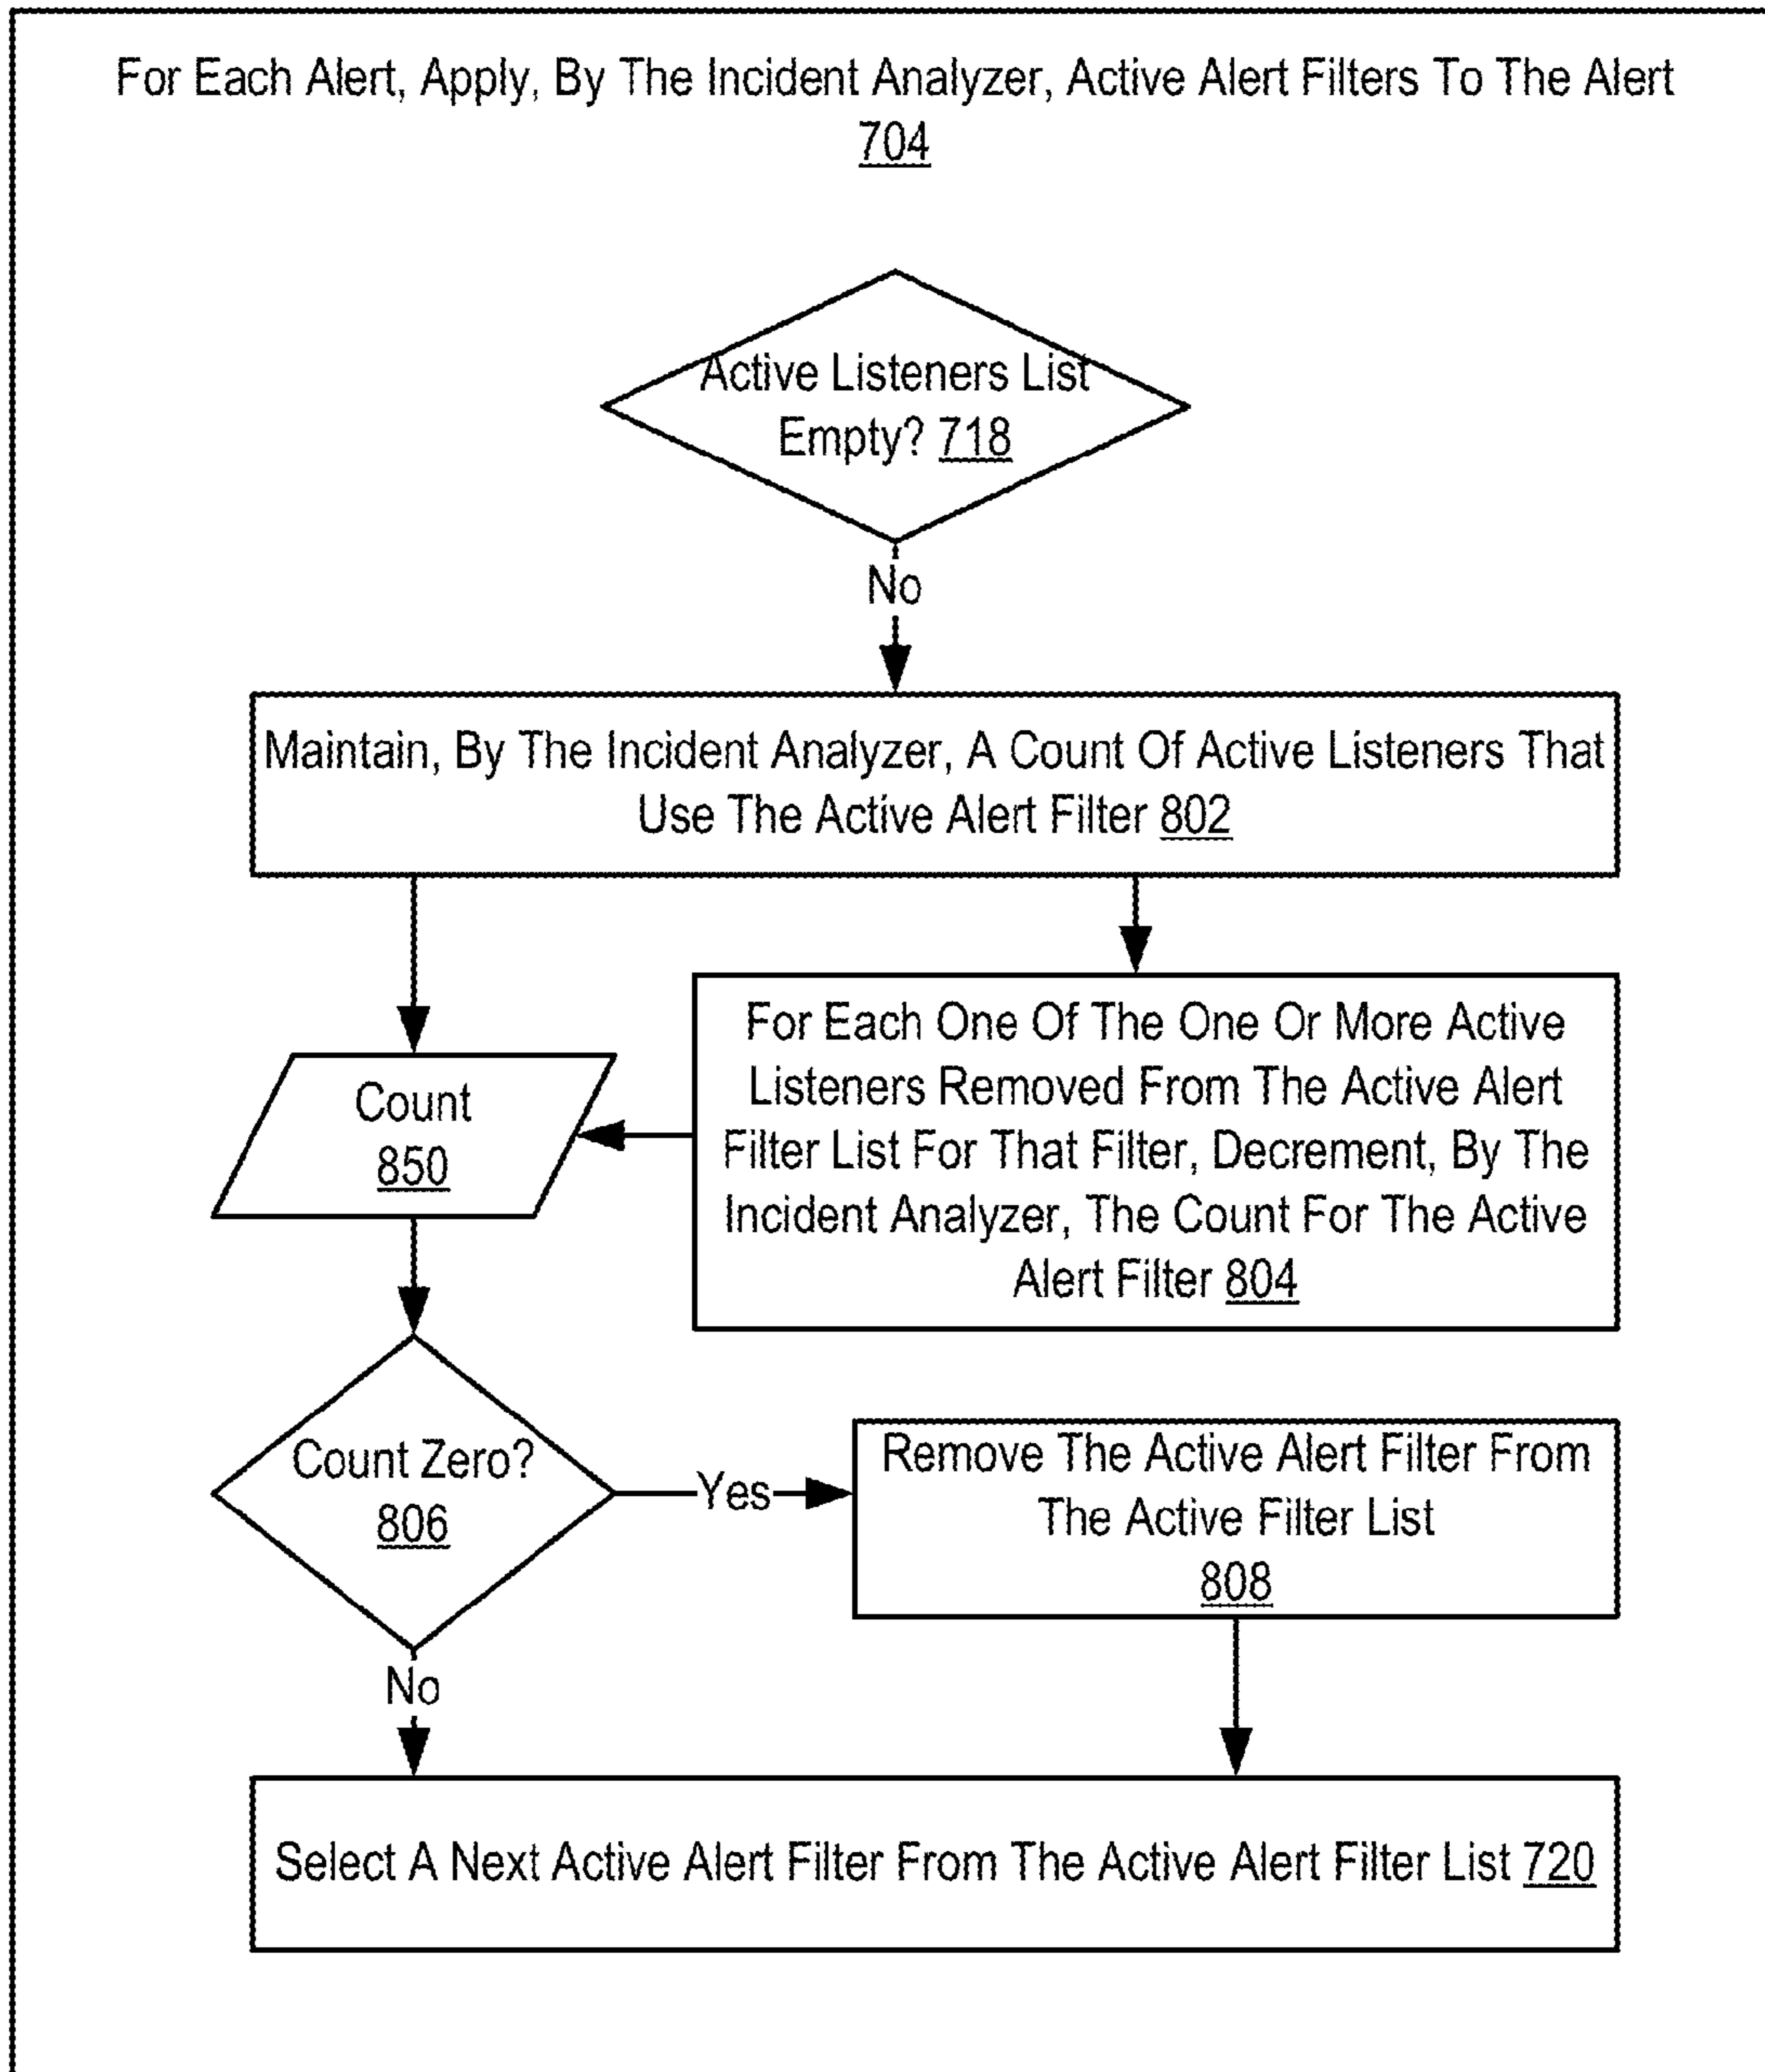 For Each Alert, Apply, By The Incident Analyzer, Active Alert Filters To The Alert
704
Active Listeners List
Empty? 718
No
Maintain, By The Incident Analyzer, A Count Of Active Listeners That
Use The Active Alert Filter 802
For Each One Of The One Or More Active
Listeners Removed From The Active Alert
Filter List For That Filter, Decrement, By The
Incident Analyzer, The Count For The Active
Alert Filter 804
Count
850
Count Zero?
806
Yes
Remove The Active Alert Filter From
The Active Filter List
808
No
Select A Next Active Alert Filter From The Active Alert Filter List 720